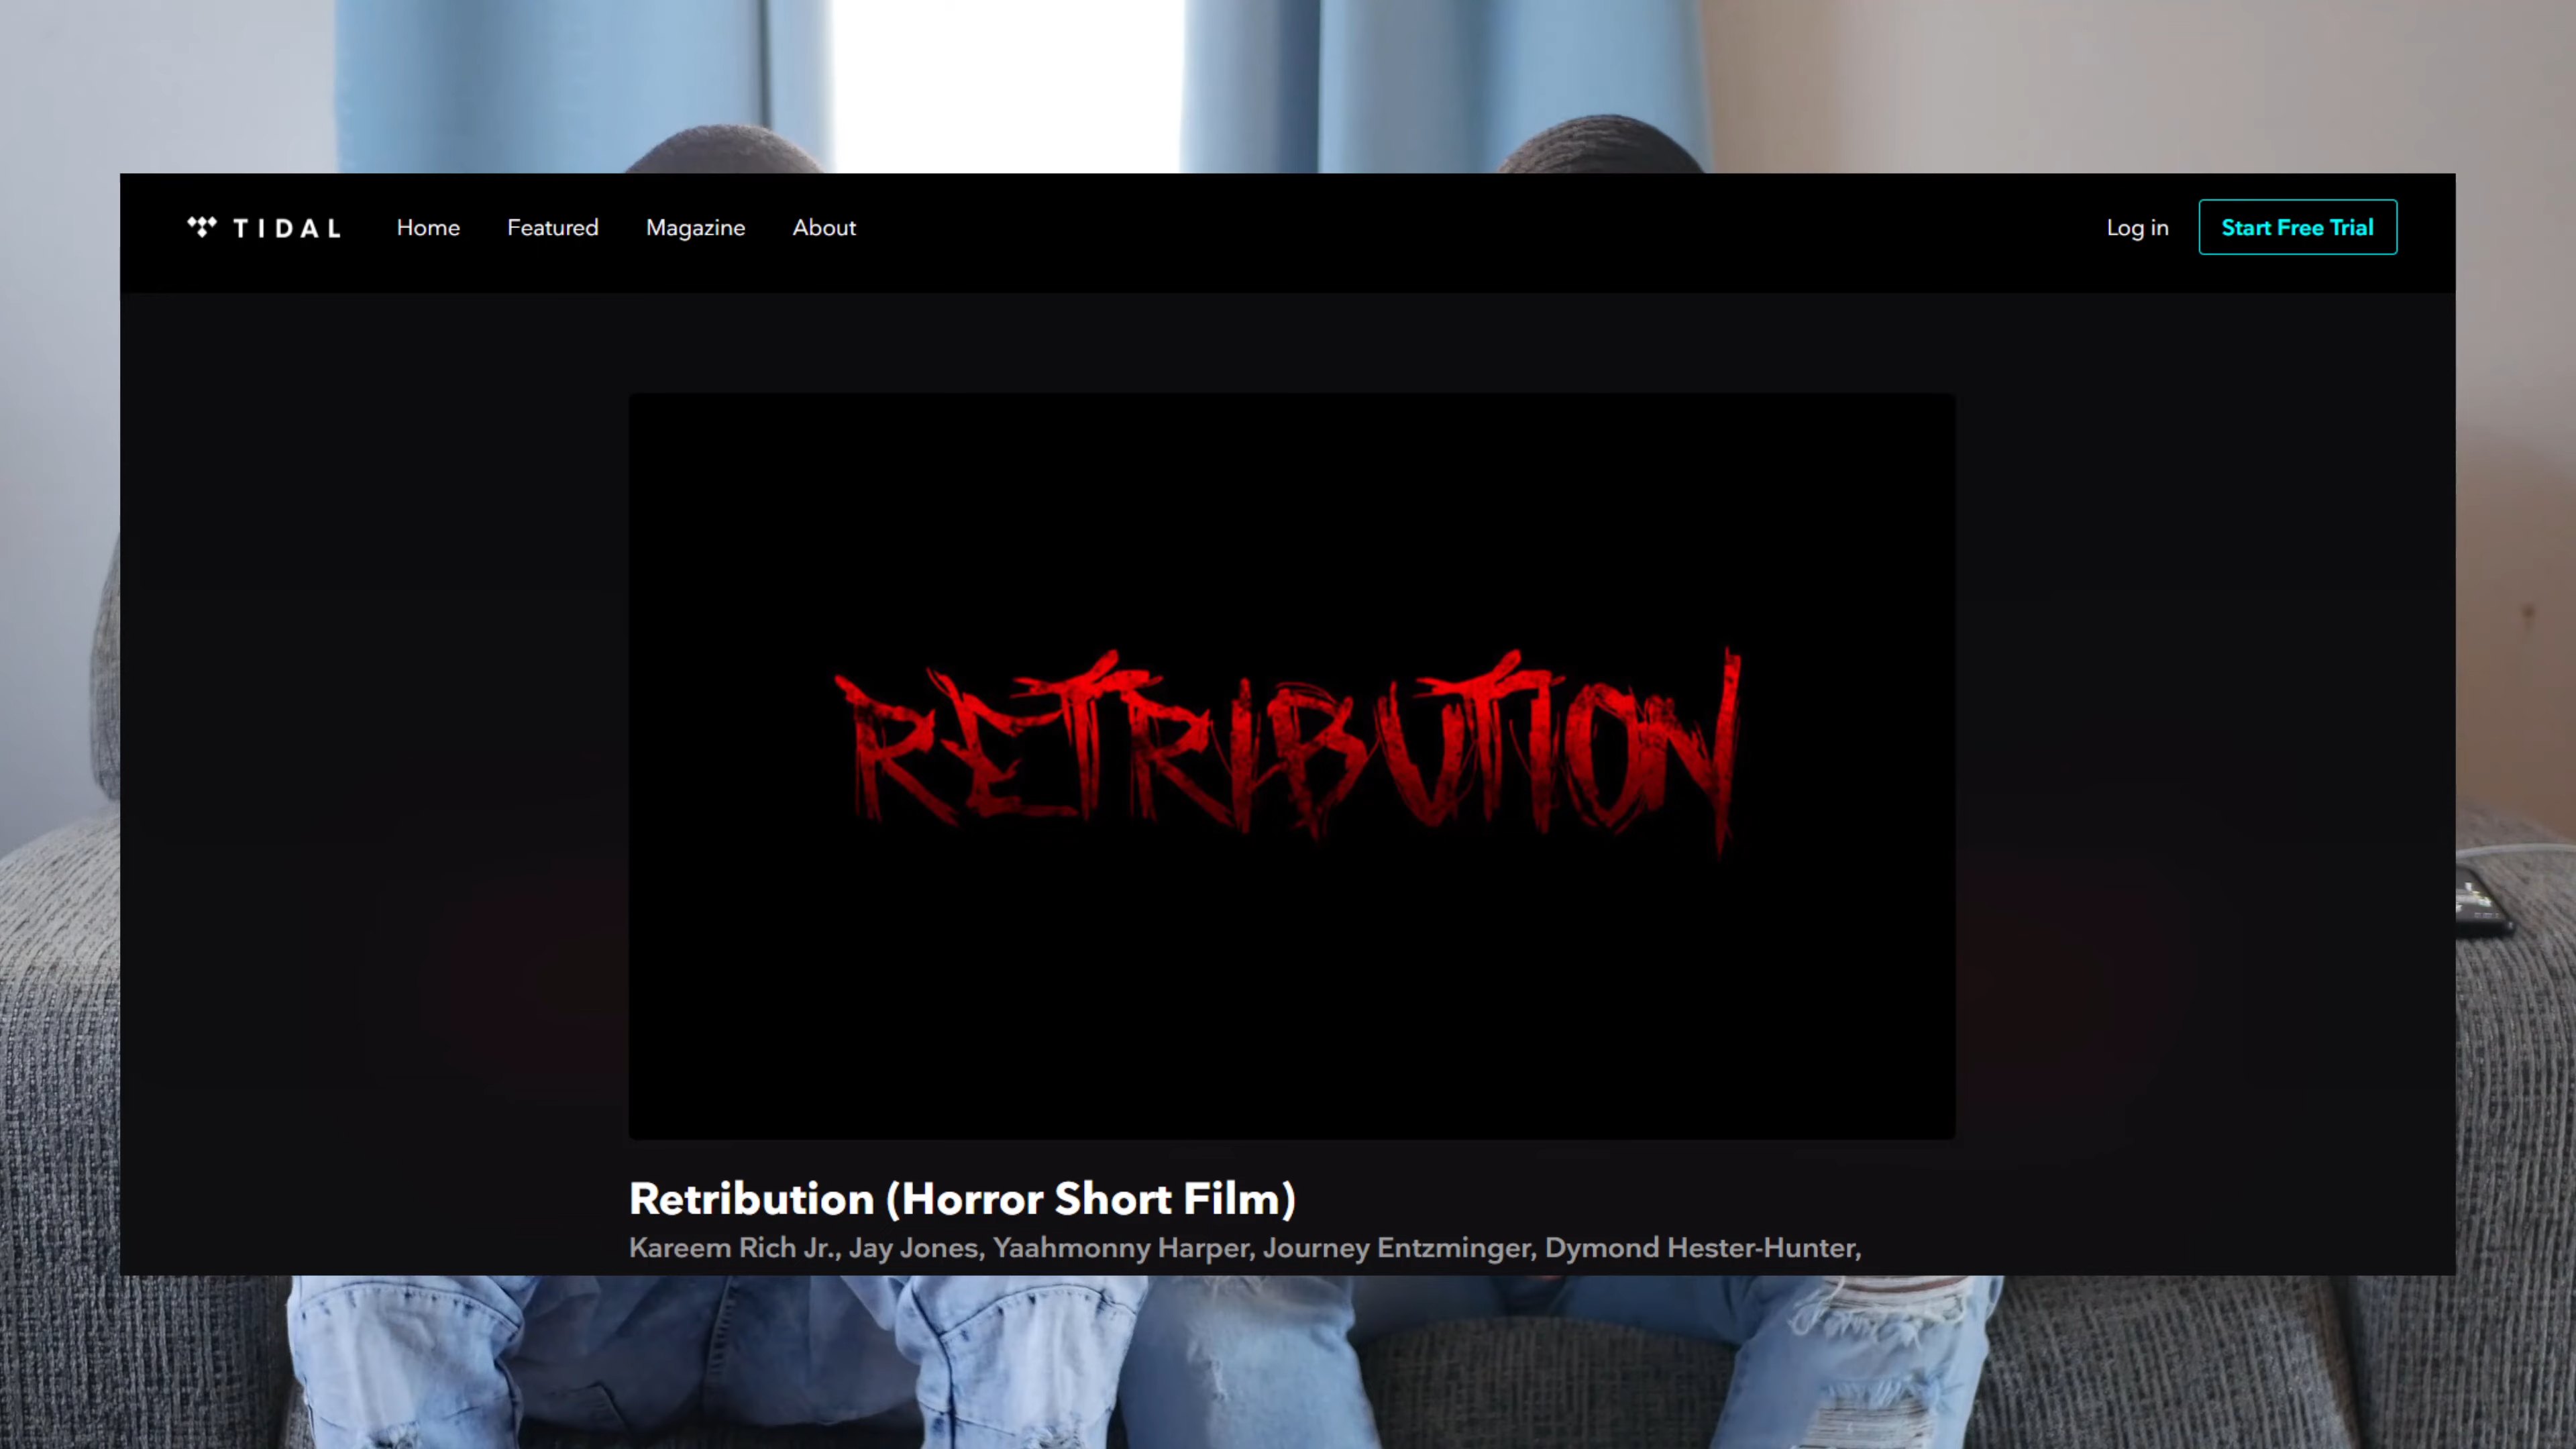 TIDAL Home Featured Magazine About Log in Start Free Trial
RETRIBUTION
Retribution (Horror Short Film)
Kareem Rich Jr., Jay Jones, Yaahmonny Harper, Journey Entzminger, Dymond Hester-Hunter,